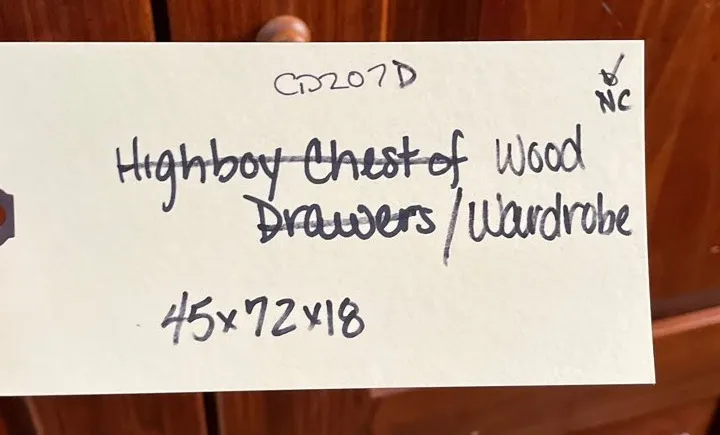 CD207D
NC
Highboy Chest of Wood
Drawers/Wardrobe
45x72x18